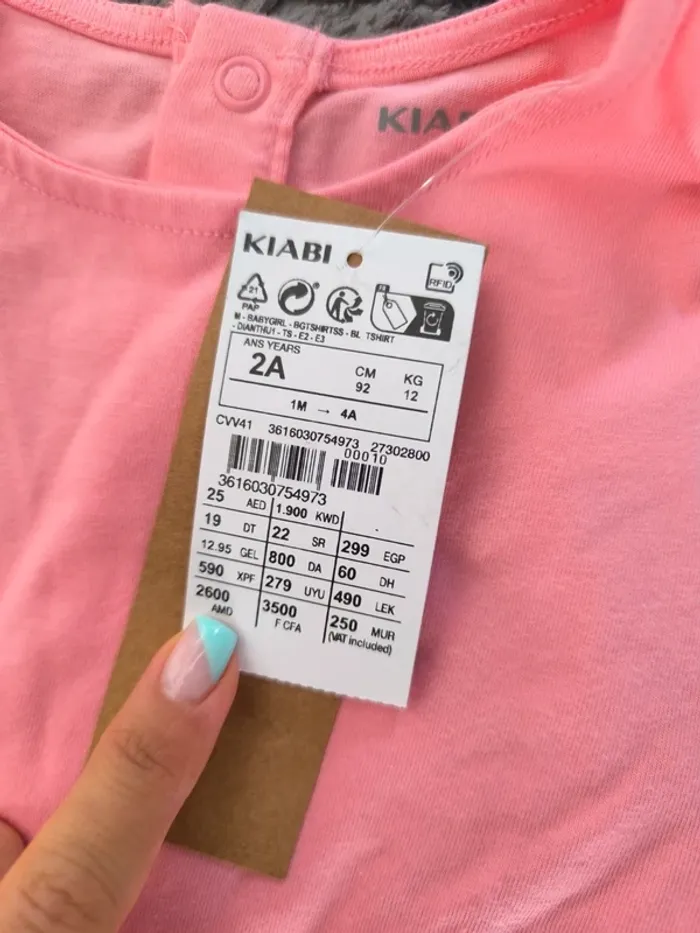 KIA
KIABI
RFID
21
PAP
FR
M - BABYGIRL - BGTSHIRTSS - BL TSHIRT
- DIANTHU1 - TS - E2 - E3
ANS YEARS
2A
CM KG
92 12
1M → 4A
CVV41 3616030754973 27302800
00010
3616030754973
25 AED 1.900 KWD
19 DT 22 SR 299 EGP
12.95 GEL 800 DA 60 DH
590 XPF 279 UYU 490 LEK
2600 AMD 3500 F CFA 250 MUR
(VAT included)